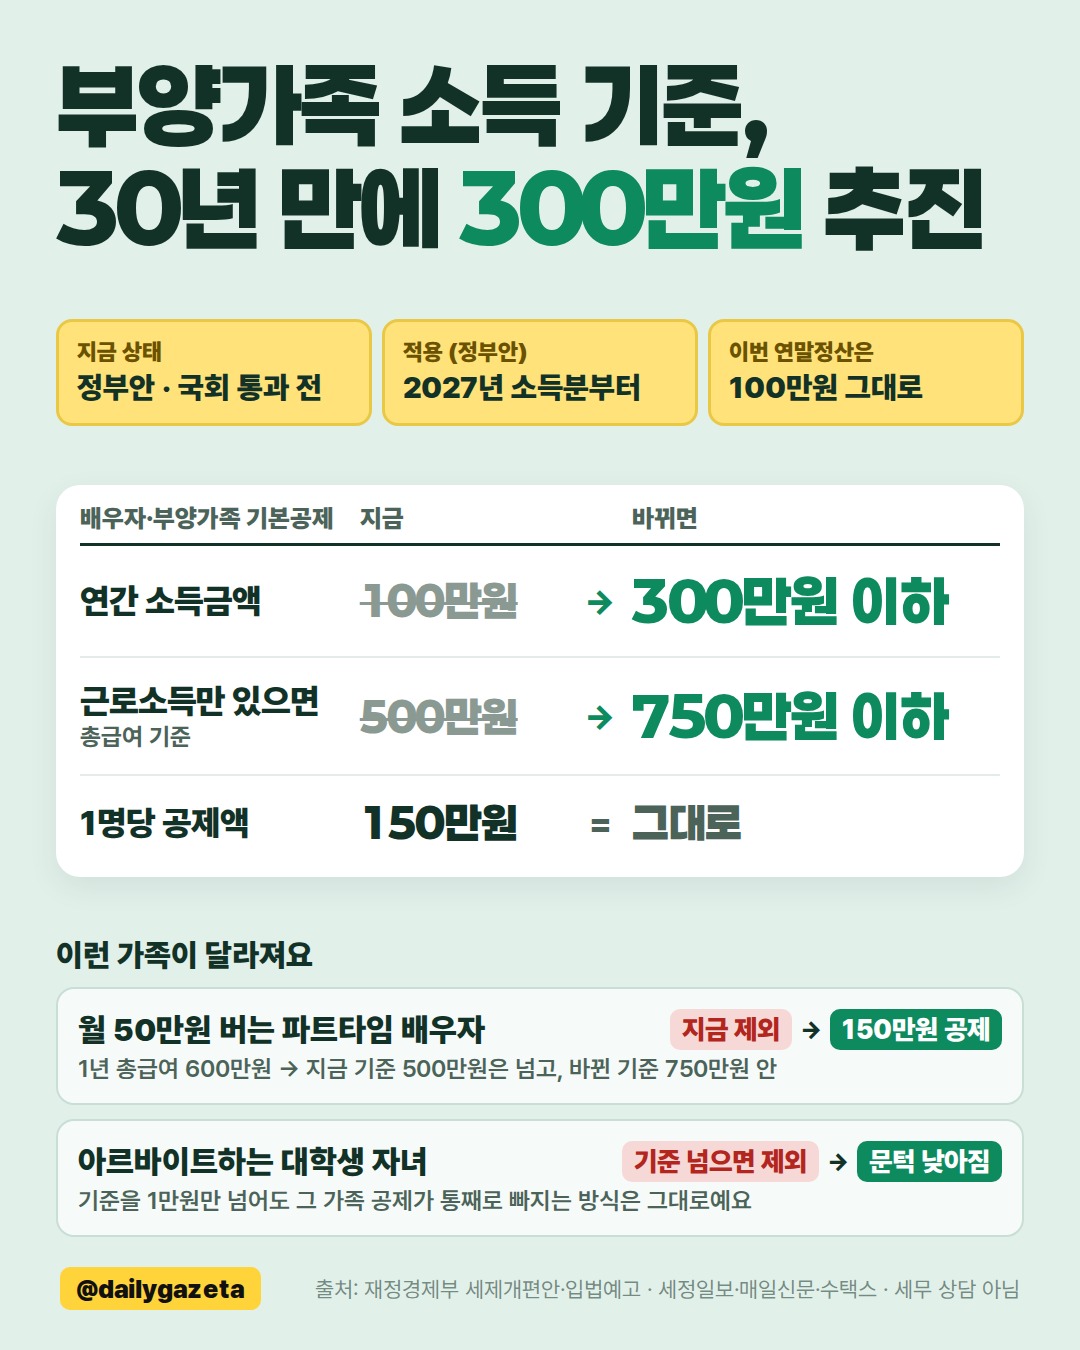 부양가족 소득 기준,
30년 만에 300만원 추진
지금 상태
정부안 · 국회 통과 전
적용 (정부안)
2027년 소득분부터
이번 연말정산은
100만원 그대로
배우자·부양가족 기본공제 지금 바뀌면
연간 소득금액 100만원 → 300만원 이하
근로소득만 있으면 500만원 → 750만원 이하
총급여 기준
1명당 공제액 150만원 = 그대로
이런 가족이 달라져요
월 50만원 버는 파트타임 배우자 지금 제외 → 150만원 공제
1년 총급여 600만원 → 지금 기준 500만원은 넘고, 바뀐 기준 750만원 안
아르바이트하는 대학생 자녀 기준 넘으면 제외 → 문턱 낮아짐
기준을 1만원만 넘어도 그 가족 공제가 통째로 빠지는 방식은 그대로예요
@dailygazeta 출처: 재정경제부 세제개편안·입법예고 · 세정일보·매일신문·수택스 · 세무 상담 아님